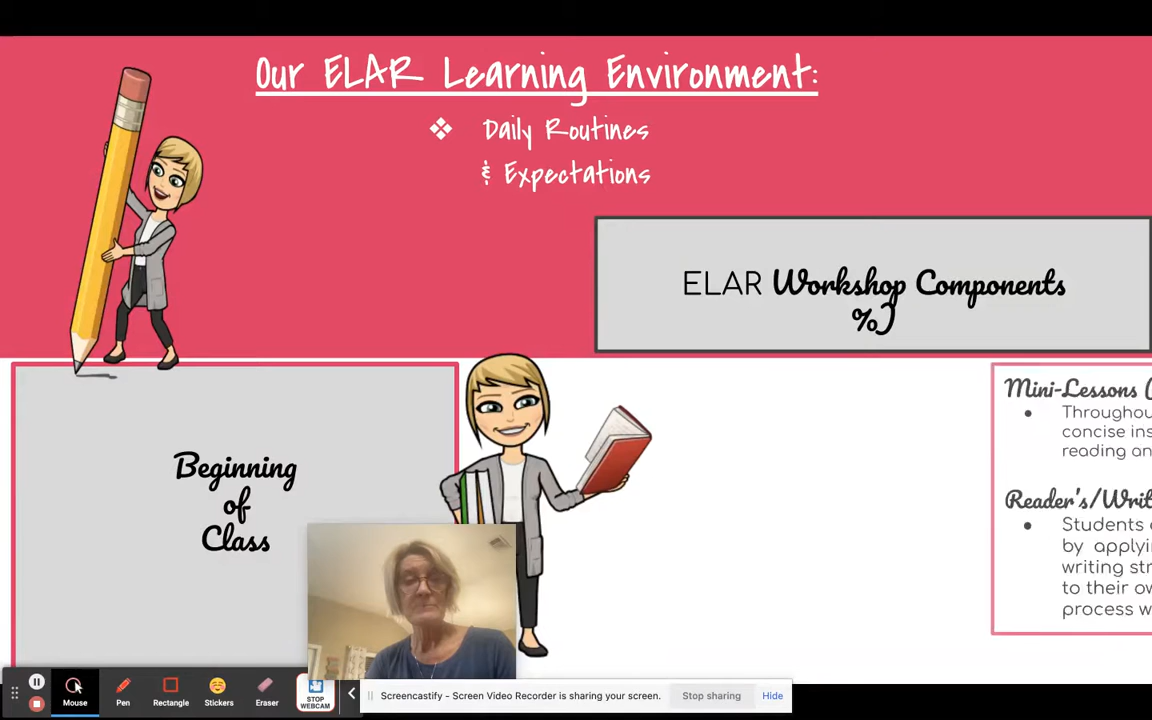 Our ELAR Learning Environment:
❖ Daily Routines
& Expectations
ELAR Workshop Components
%)
Beginning
of
Class
Mini-Lessons (
● Throughou
concise ins
reading an
Reader's/Writ
● Students
by applyi
writing str
to their ow
process w
Mouse
Pen
Rectangle
Stickers
Eraser
STOP
WEBCAM
Screencastify - Screen Video Recorder is sharing your screen.
Stop sharing
Hide